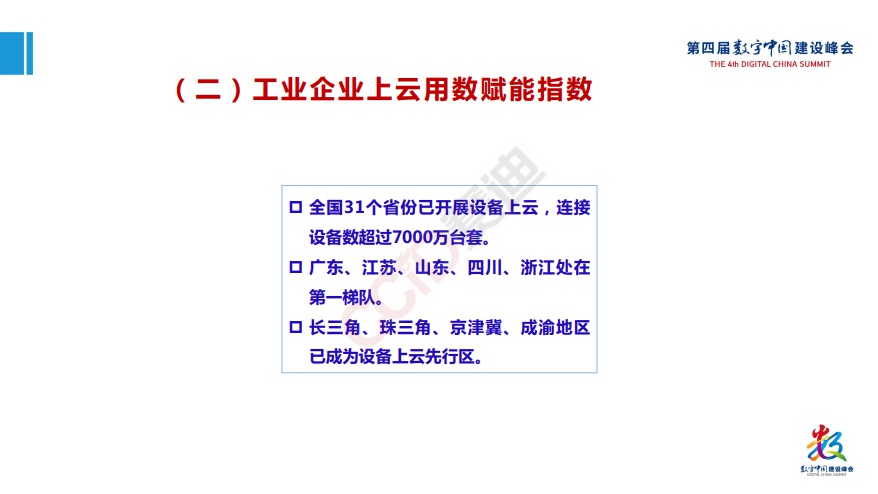 第四届数字中国建设峰会
THE 4th DIGITAL CHINA SUMMIT
（二）工业企业上云用数赋能指数
全国31个省份已开展设备上云，连接
设备数超过7000万台套。
广东、江苏、山东、四川、浙江处在
第一梯队。
长三角、珠三角、京津冀、成渝地区
已成为设备上云先行区。
CCID赛迪
数字中国建设峰会
DIGITAL CHINA SUMMIT